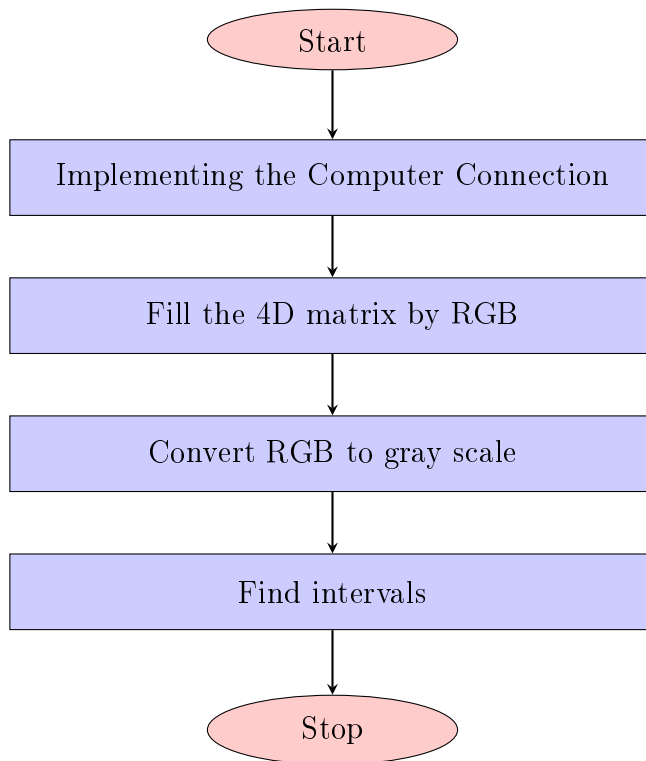 Start
Implementing the Computer Connection
Fill the 4D matrix by RGB
Convert RGB to gray scale
Find intervals
Stop